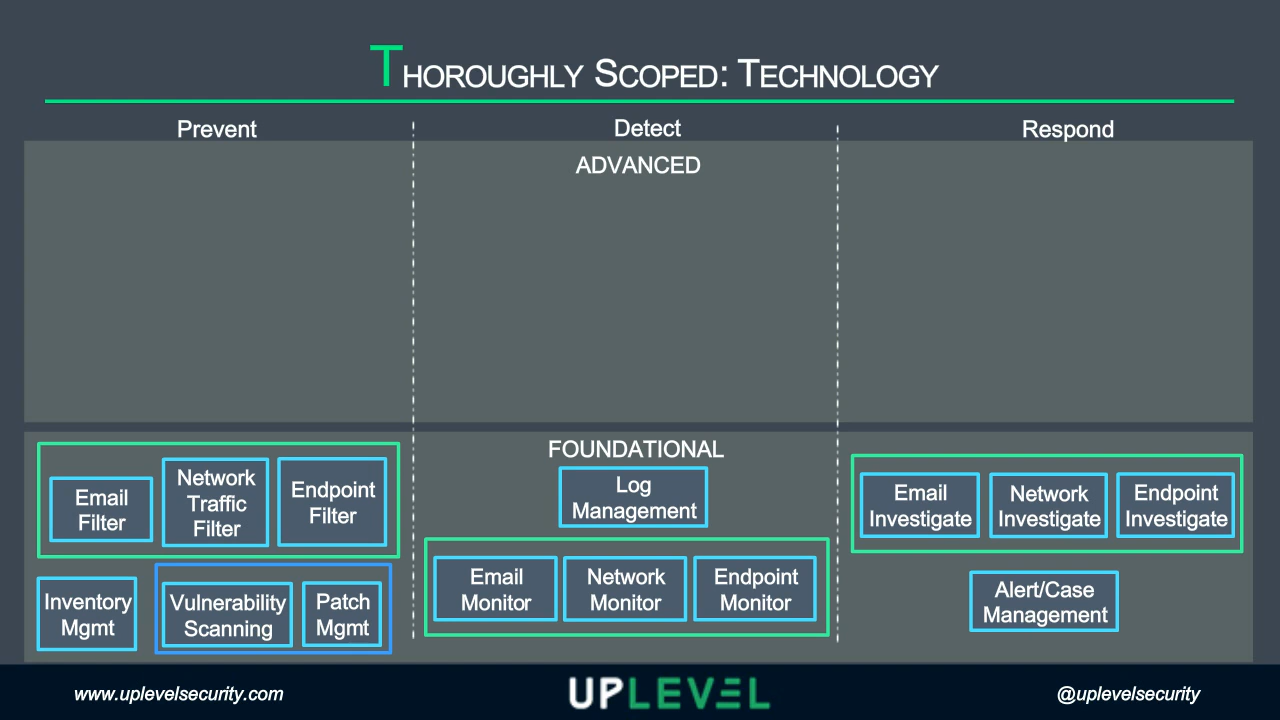 THOROUGHLY SCOPED: TECHNOLOGY
Prevent
Detect
Respond
ADVANCED
FOUNDATIONAL
Email
Filter
Network
Traffic
Filter
Endpoint
Filter
Inventory
Mgmt
Vulnerability
Scanning
Patch
Mgmt
Log
Management
Email
Monitor
Network
Monitor
Endpoint
Monitor
Email
Investigate
Network
Investigate
Endpoint
Investigate
Alert/Case
Management
www.uplevelsecurity.com
UPLEVEL
@uplevelsecurity